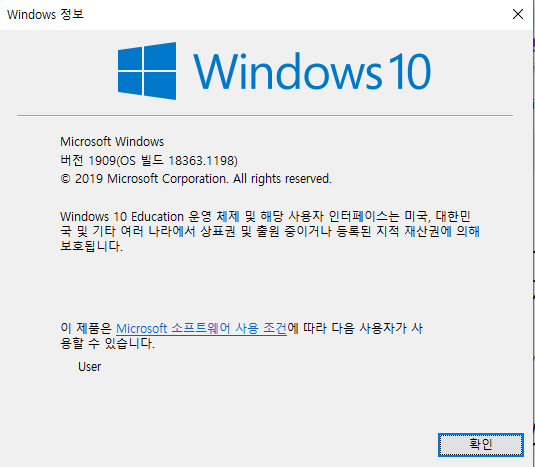 Windows 정보
Windows 10
Microsoft Windows
버전 1909(OS 빌드 18363.1198)
© 2019 Microsoft Corporation. All rights reserved.
Windows 10 Education 운영 체제 및 해당 사용자 인터페이스는 미국, 대한민
국 및 기타 여러 나라에서 상표권 및 출원 중이거나 등록된 지적 재산권에 의해
보호됩니다.
이 제품은 Microsoft 소프트웨어 사용 조건에 따라 다음 사용자가 사
용할 수 있습니다.
User
확인